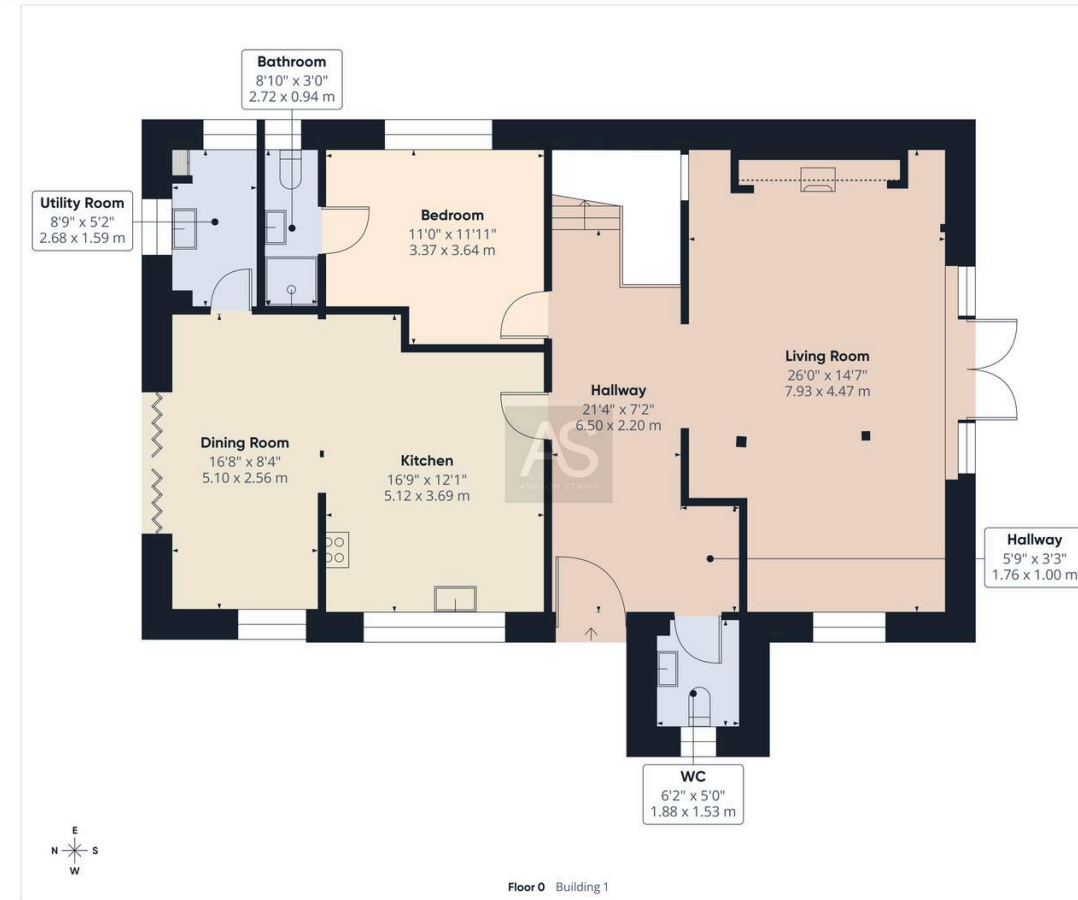 Bathroom
8'10" x 3'0"
2.72 x 0.94 m
Utility Room
8'9" x 5'2"
2.68 x 1.59 m
Bedroom
11'0" x 11'11"
3.37 x 3.64 m
Living Room
26'0" x 14'7"
7.93 x 4.47 m
Hallway
21'4" x 7'2"
6.50 x 2.20 m
Dining Room
16'8" x 8'4"
5.10 x 2.56 m
Kitchen
16'9" x 12'1"
5.12 x 3.69 m
AS
Hallway
5'9" x 3'3"
1.76 x 1.00 m
WC
6'2" x 5'0"
1.88 x 1.53 m
E
N S
W
Floor 0 Building 1